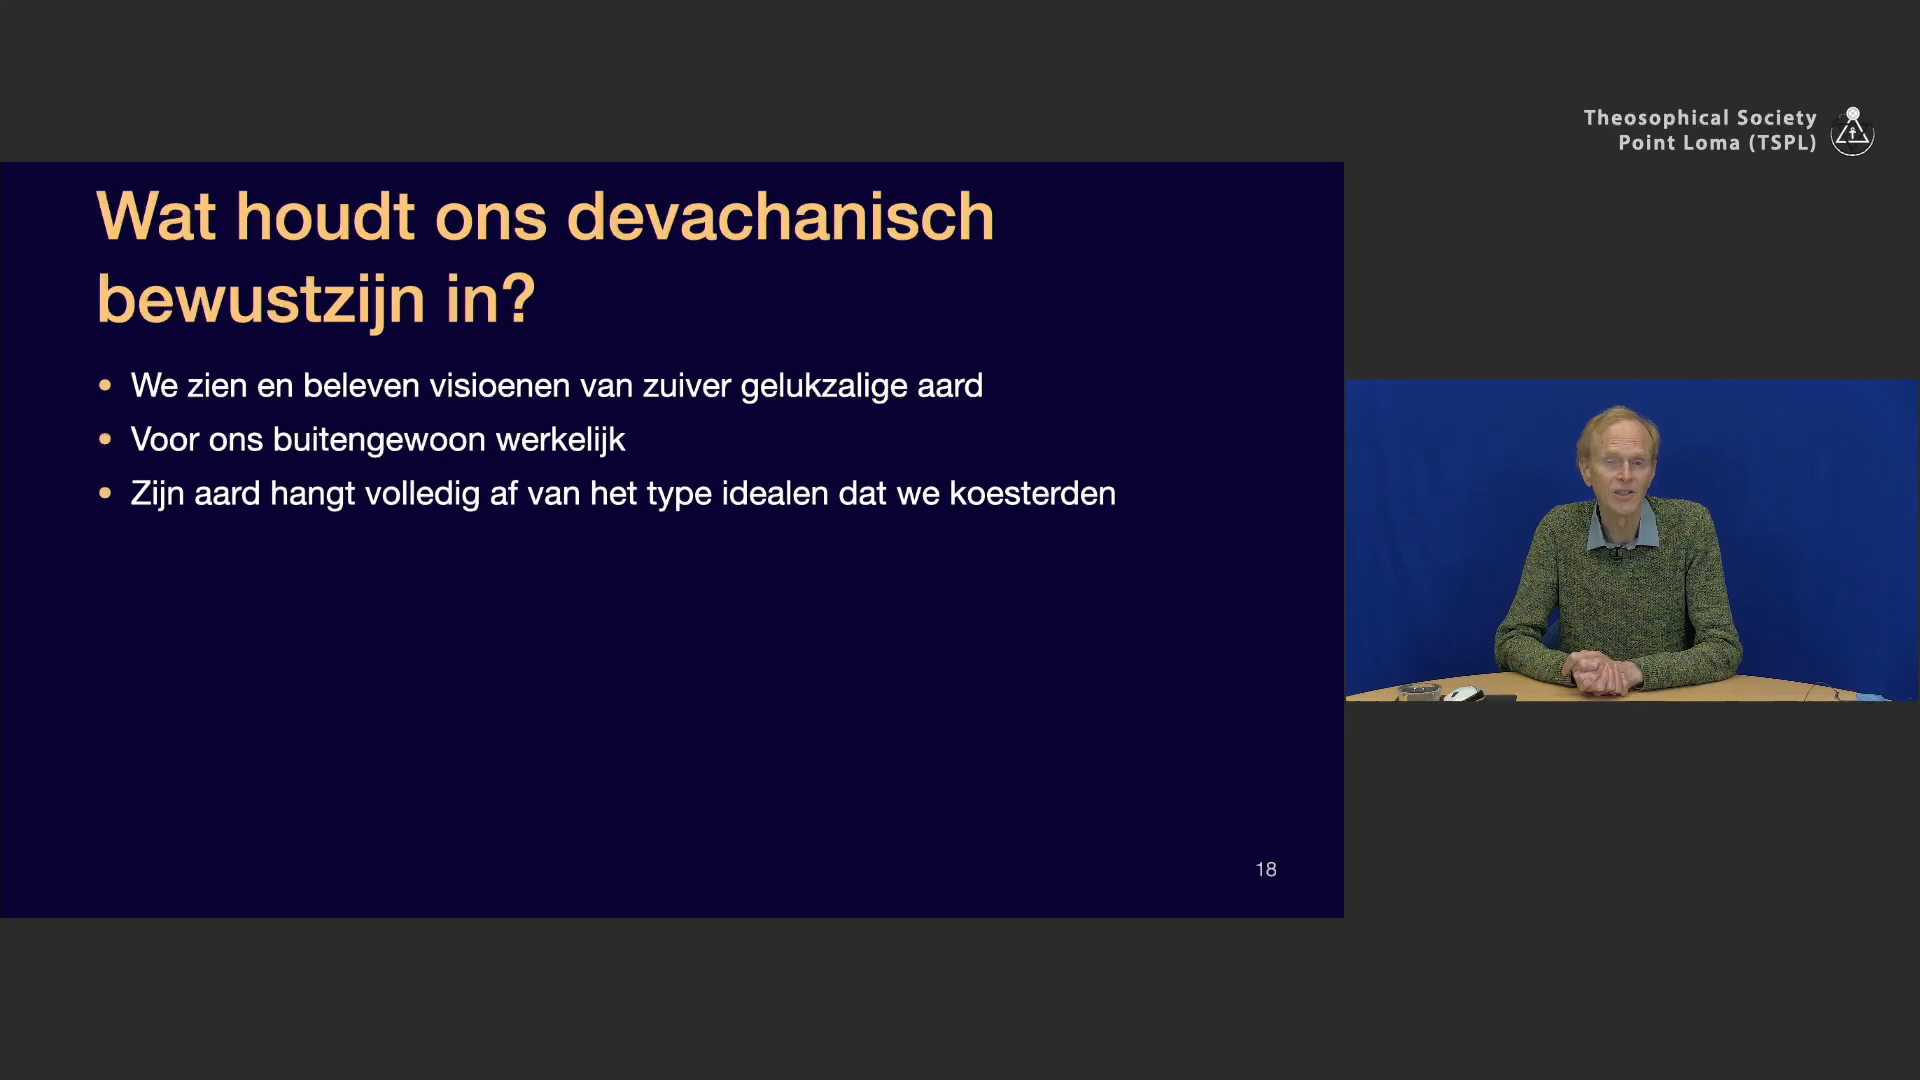 Theosophical Society
Point Loma (TSPL)
Wat houdt ons devachanisch
bewustzijn in?
• We zien en beleven visioenen van zuiver gelukzalige aard
• Voor ons buitengewoon werkelijk
• Zijn aard hangt volledig af van het type idealen dat we koesterden
18